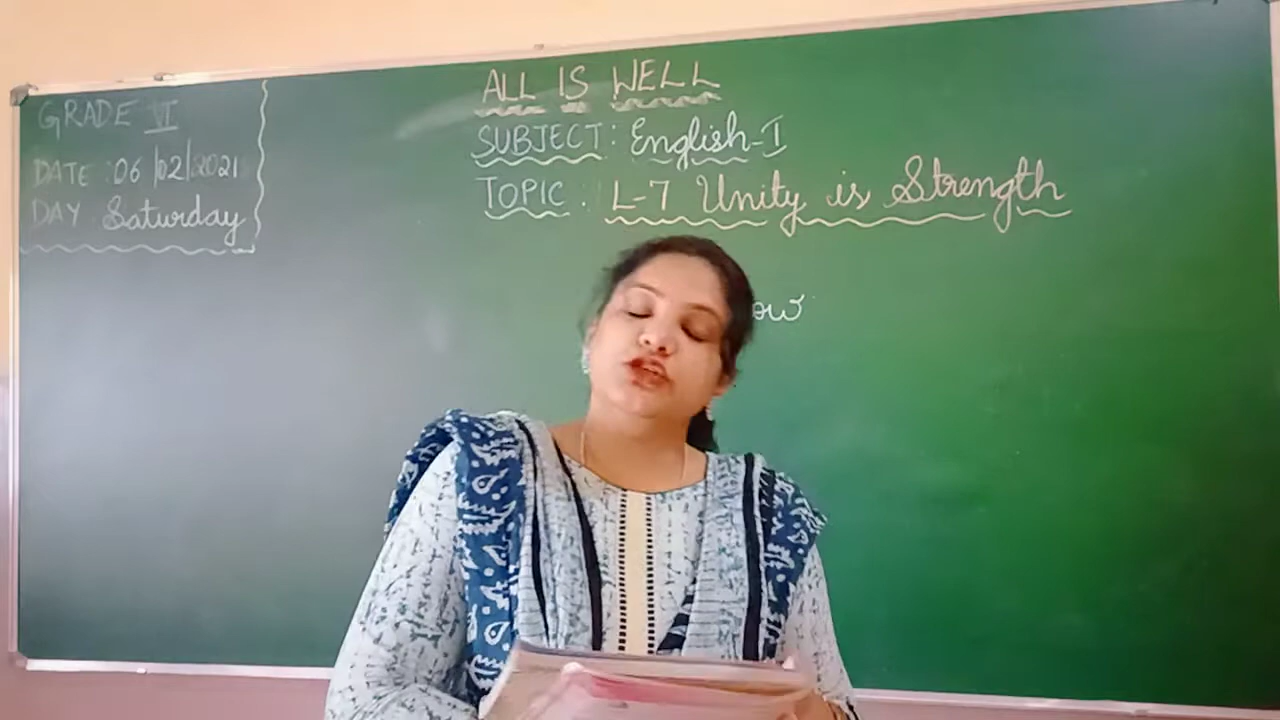 GRADE VI
DATE : 06/02/2021
DAY Saturday
ALL IS WELL
SUBJECT: English-I
TOPIC : L-7 Unity is Strength